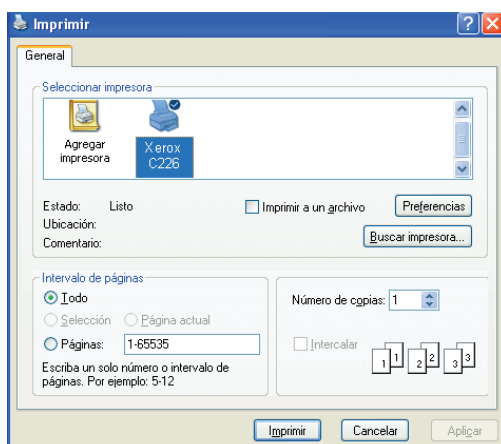 Imprimir
General
Seleccionar impresora
Agregar
impresora
Xerox
C226
Estado: Listo
Imprimir a un archivo
Preferencias
Ubicación:
Comentario:
Buscar impresora...
Intervalo de páginas
Todo
Selección
Página actual
Páginas: 1-65535
Escriba un solo número o intervalo de
páginas. Por ejemplo: 5-12
Número de copias: 1
Intercalar
1 1 2 2 3 3
Imprimir
Cancelar
Aplicar